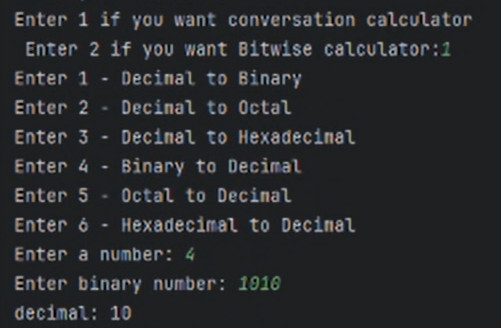 Enter 1 if you want conversation calculator
Enter 2 if you want Bitwise calculator:1
Enter 1 - Decimal to Binary
Enter 2 - Decimal to Octal
Enter 3 - Decimal to Hexadecimal
Enter 4 - Binary to Decimal
Enter 5 - Octal to Decimal
Enter 6 - Hexadecimal to Decimal
Enter a number: 4
Enter binary number: 1010
decimal: 10